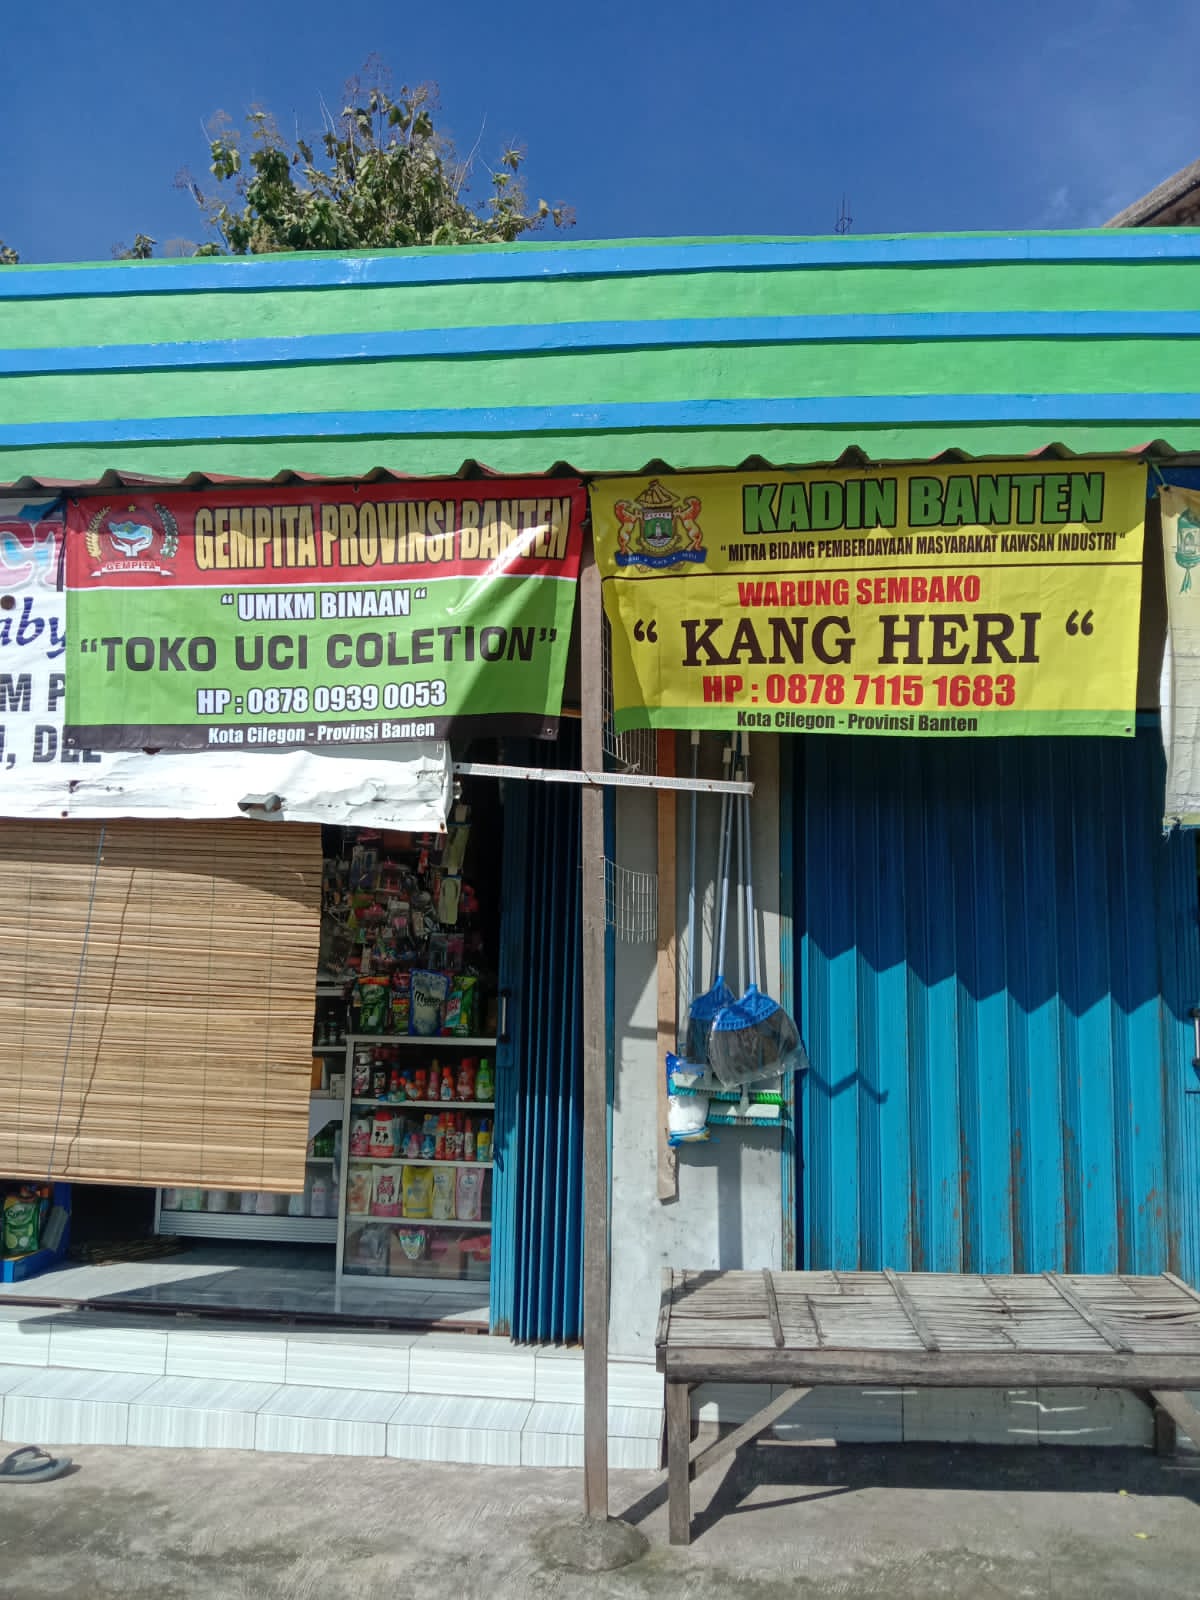 GEMPITA PROVINSI BANTEN
GEMPITA
“ UMKM BINAAN “
“TOKO UCI COLETION”
HP : 0878 0939 0053
Kota Cilegon - Provinsi Banten
KADIN BANTEN
“ MITRA BIDANG PEMBERDAYAAN MASYARAKAT KAWSAN INDUSTRI “
WARUNG SEMBAKO
“ KANG HERI “
HP : 0878 7115 1683
Kota Cilegon - Provinsi Banten